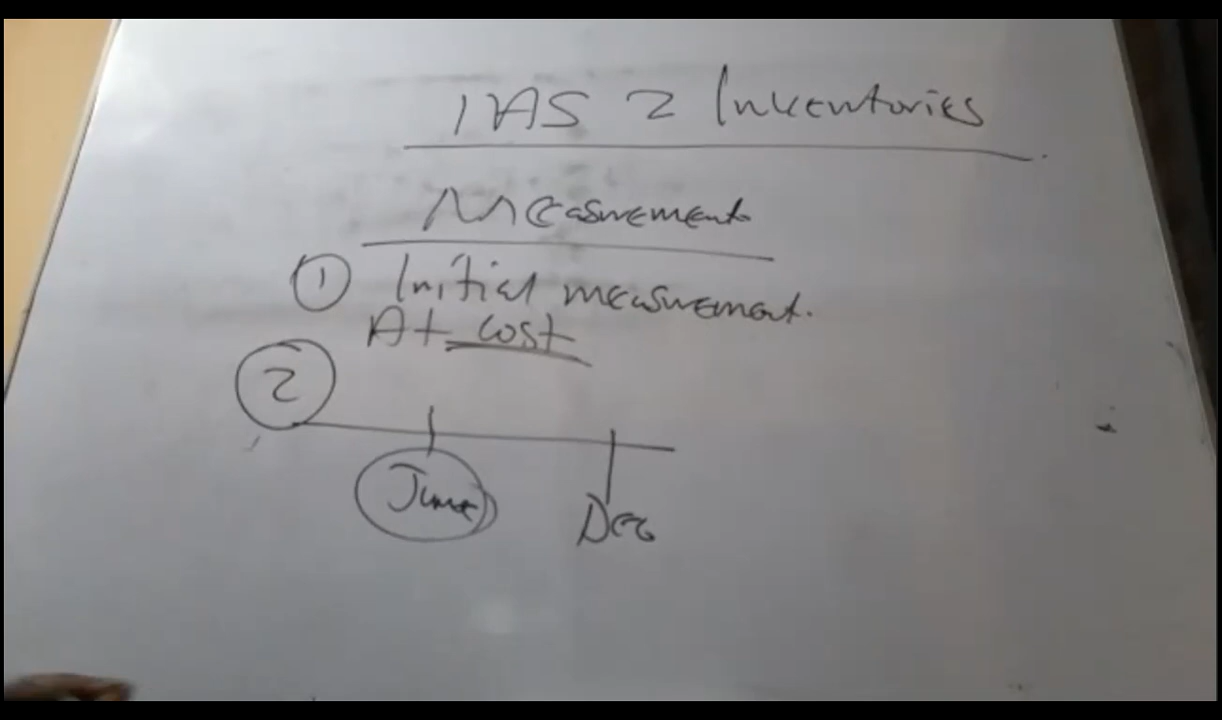 IAS 2 Inventories
Measurement
① Initial measurement.
At cost
②
June Dec